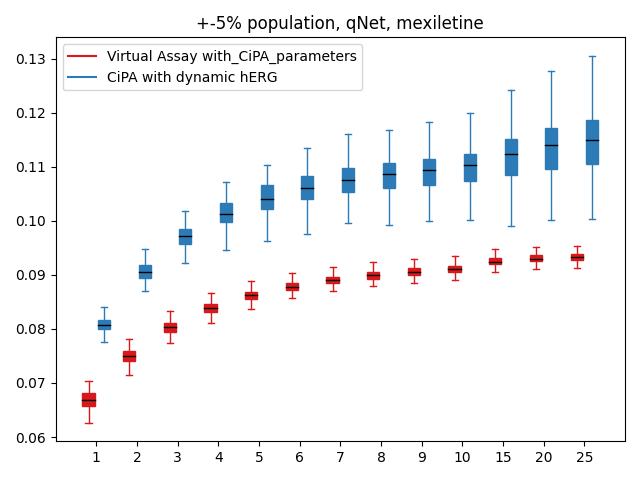 +-5% population, qNet, mexiletine
Virtual Assay with_CiPA_parameters
CiPA with dynamic hERG
0.13
0.12
0.11
0.10
0.09
0.08
0.07
0.06
1 2 3 4 5 6 7 8 9 10 15 20 25